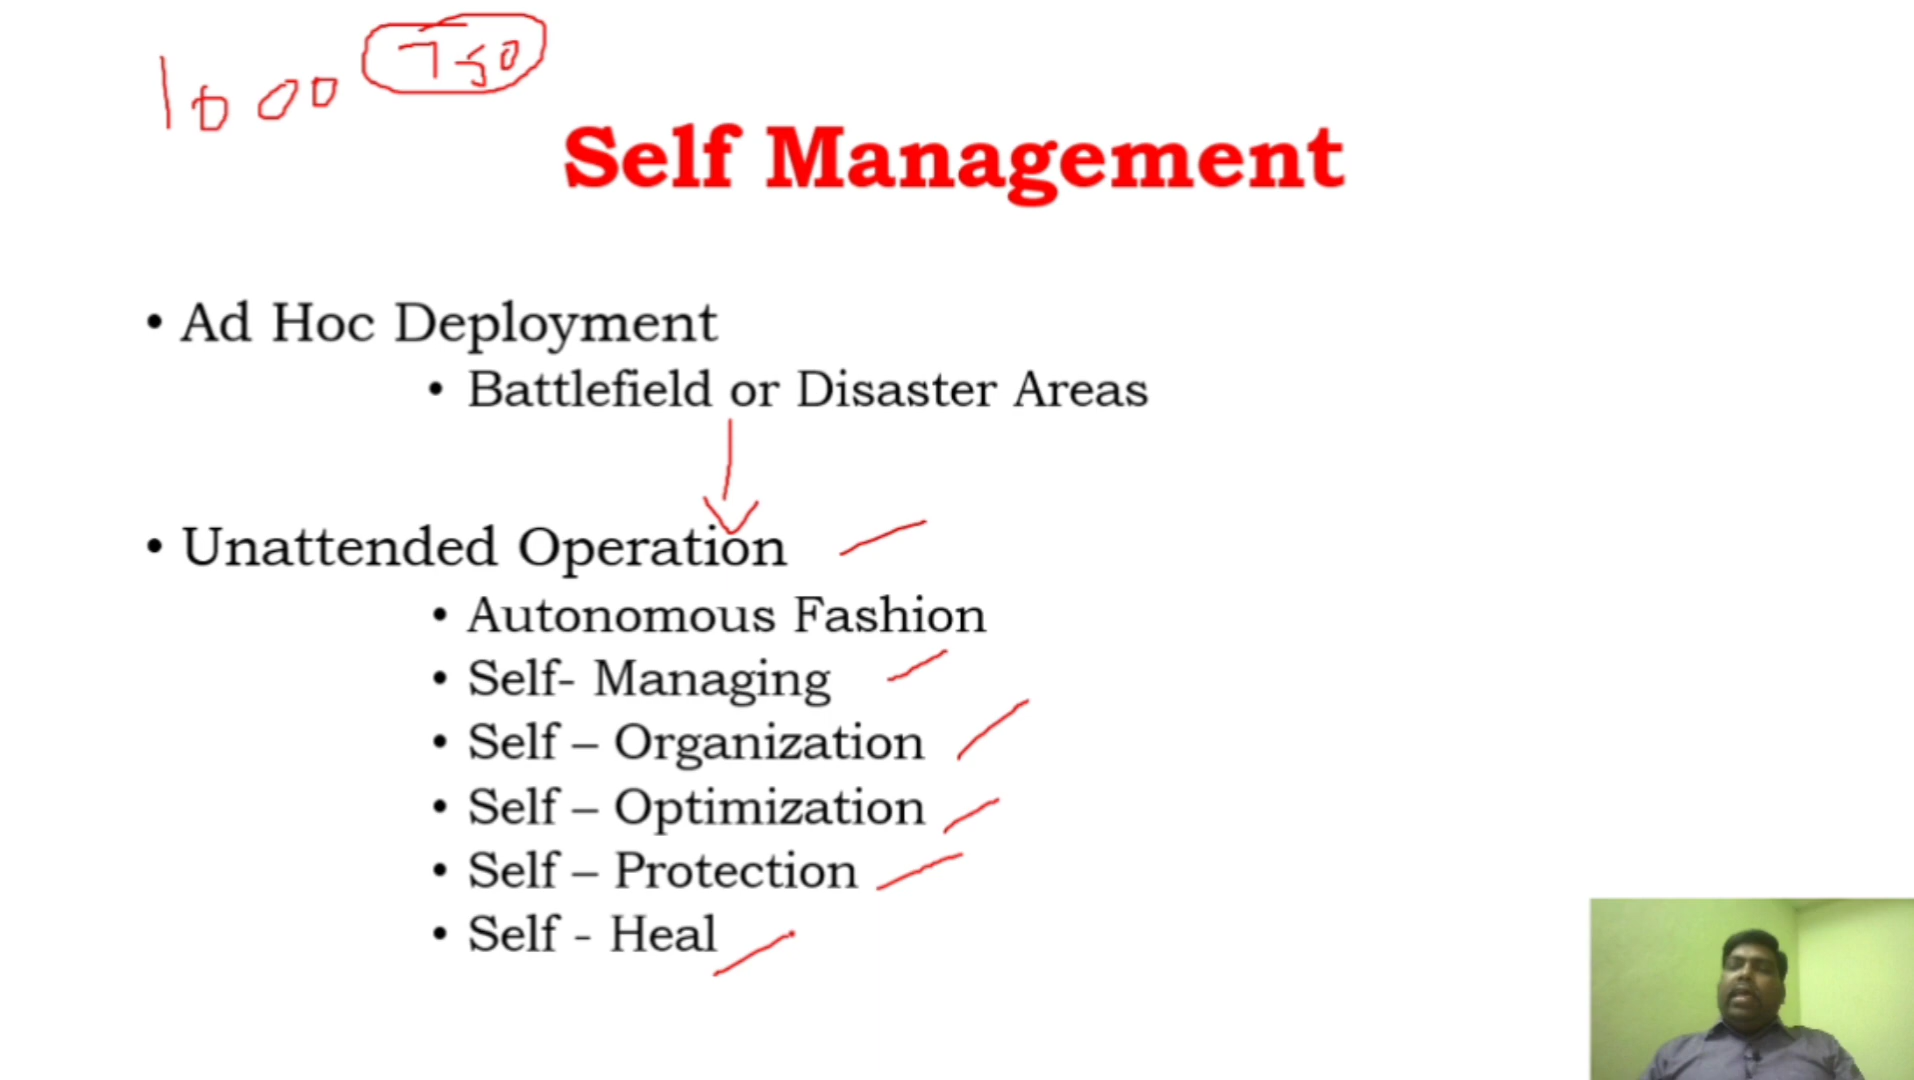 1000 750
Self Management
• Ad Hoc Deployment
• Battlefield or Disaster Areas
• Unattended Operation
• Autonomous Fashion
• Self- Managing
• Self – Organization
• Self – Optimization
• Self – Protection
• Self - Heal